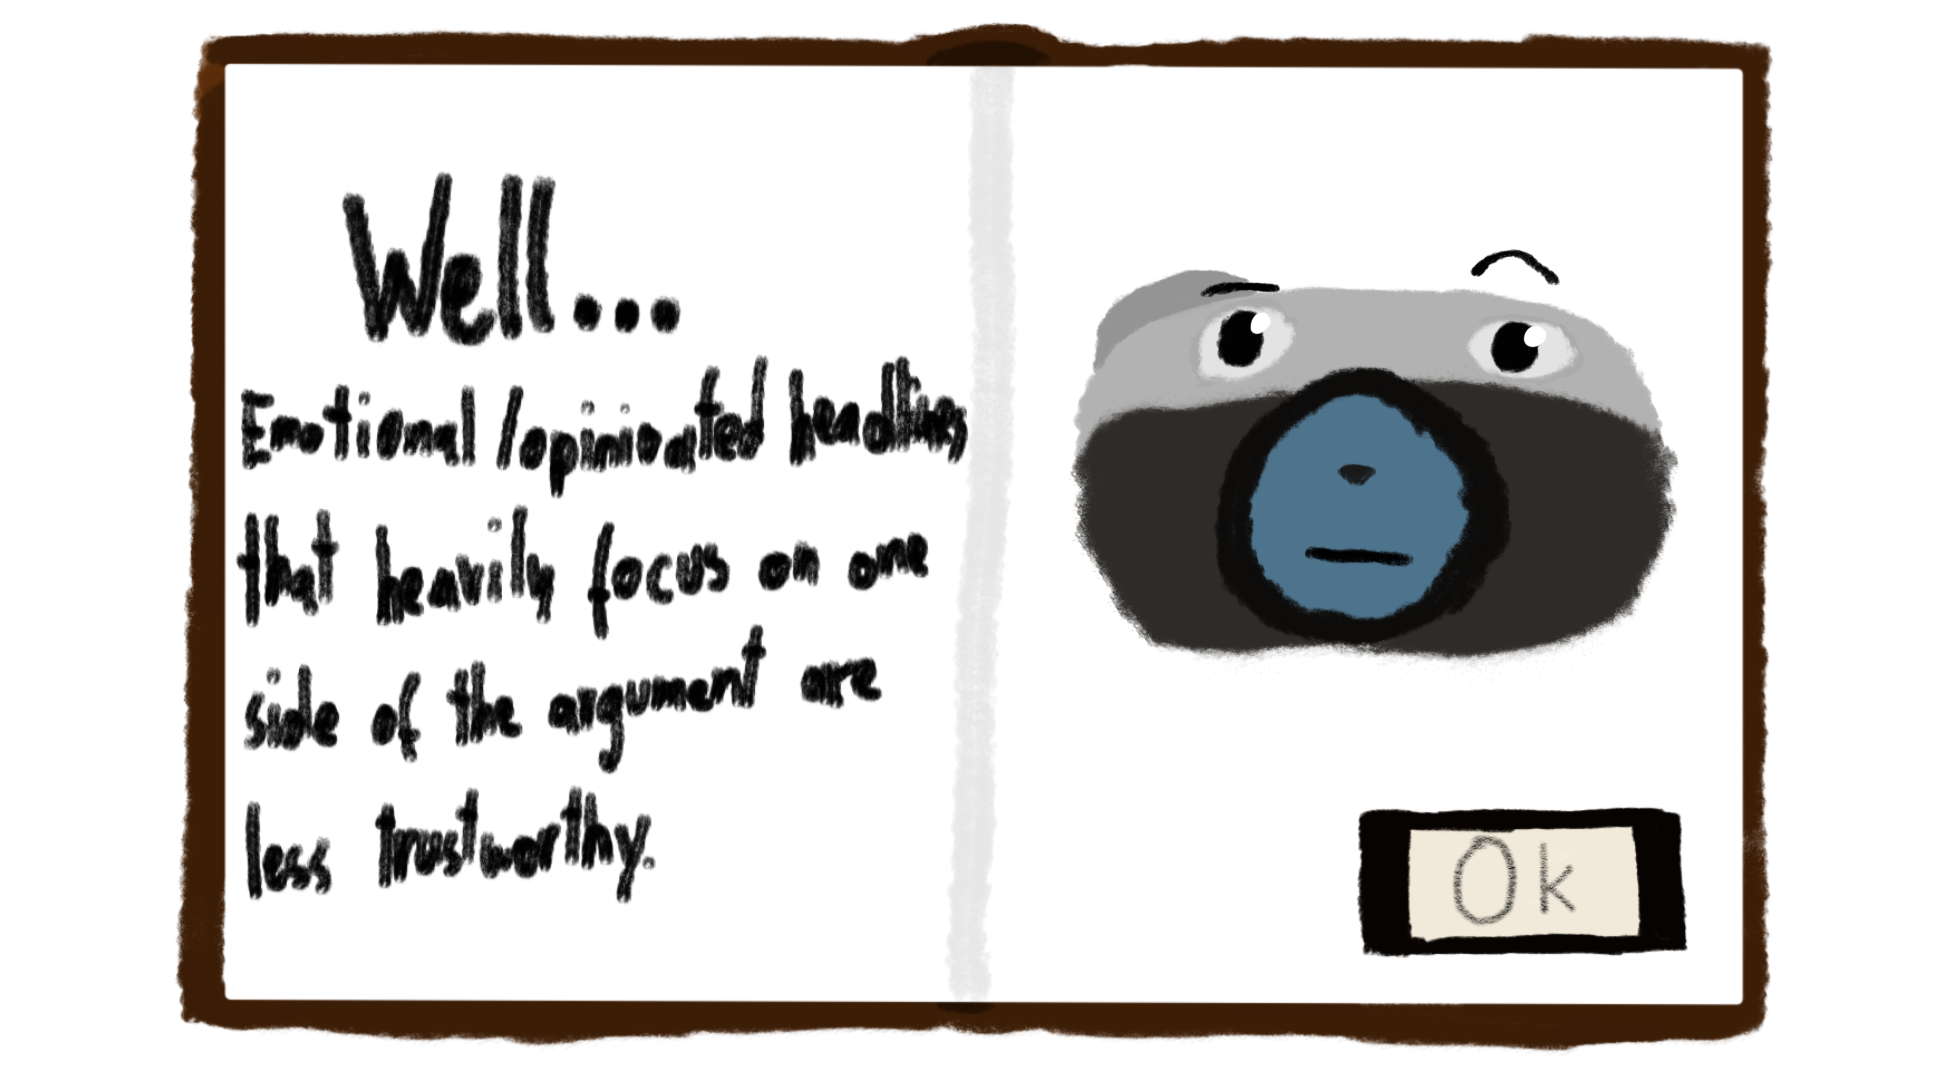 Well...
Emotional/opinionated headlines
that heavily focus on one
side of the argument are
less trustworthy.
Ok